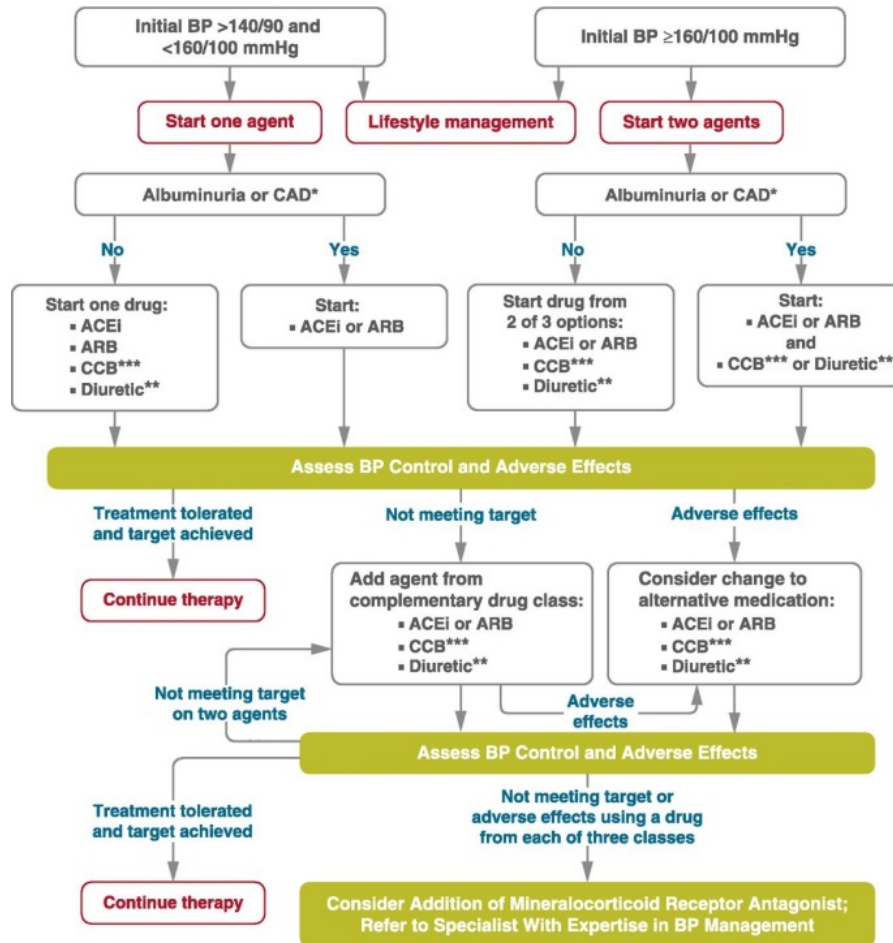 Initial BP >140/90 and
<160/100 mmHg
Initial BP ≥160/100 mmHg
Start one agent
Lifestyle management
Start two agents
Albuminuria or CAD*
Albuminuria or CAD*
No
Yes
No
Yes
Start one drug:
▪ ACEi
▪ ARB
▪ CCB***
▪ Diuretic**
Start:
▪ ACEi or ARB
Start drug from
2 of 3 options:
▪ ACEi or ARB
▪ CCB***
▪ Diuretic**
Start:
▪ ACEi or ARB
and
▪ CCB*** or Diuretic**
Assess BP Control and Adverse Effects
Treatment tolerated
and target achieved
Not meeting target
Adverse effects
Continue therapy
Add agent from
complementary drug class:
▪ ACEi or ARB
▪ CCB***
▪ Diuretic**
Consider change to
alternative medication:
▪ ACEi or ARB
▪ CCB***
▪ Diuretic**
Not meeting target
on two agents
Adverse
effects
Assess BP Control and Adverse Effects
Treatment tolerated
and target achieved
Not meeting target or
adverse effects using a drug
from each of three classes
Continue therapy
Consider Addition of Mineralocorticoid Receptor Antagonist;
Refer to Specialist With Expertise in BP Management